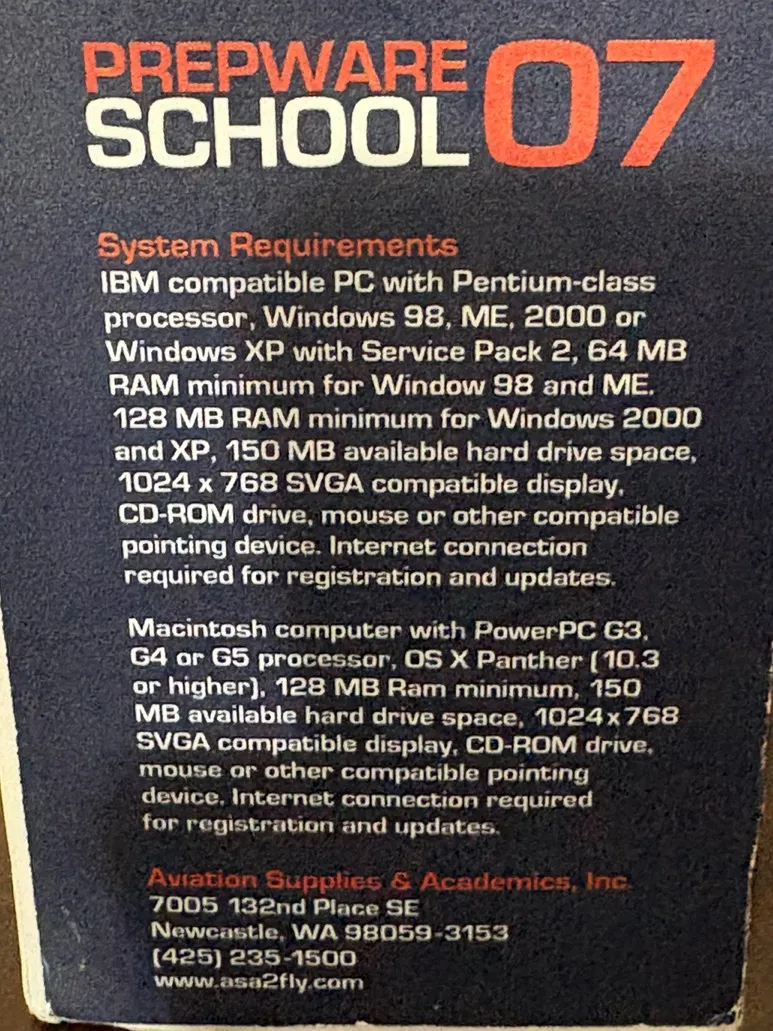 PREPWARE
SCHOOL 07
System Requirements
IBM compatible PC with Pentium-class
processor, Windows 98, ME, 2000 or
Windows XP with Service Pack 2, 64 MB
RAM minimum for Window 98 and ME.
128 MB RAM minimum for Windows 2000
and XP, 150 MB available hard drive space,
1024 x 768 SVGA compatible display,
CD-ROM drive, mouse or other compatible
pointing device. Internet connection
required for registration and updates.
Macintosh computer with PowerPC G3,
G4 or G5 processor, OS X Panther (10.3
or higher), 128 MB Ram minimum, 150
MB available hard drive space, 1024x768
SVGA compatible display, CD-ROM drive,
mouse or other compatible pointing
device. Internet connection required
for registration and updates.
Aviation Supplies & Academics, Inc.
7005 132nd Place SE
Newcastle, WA 98059-3153
(425) 235-1500
www.asa2fly.com